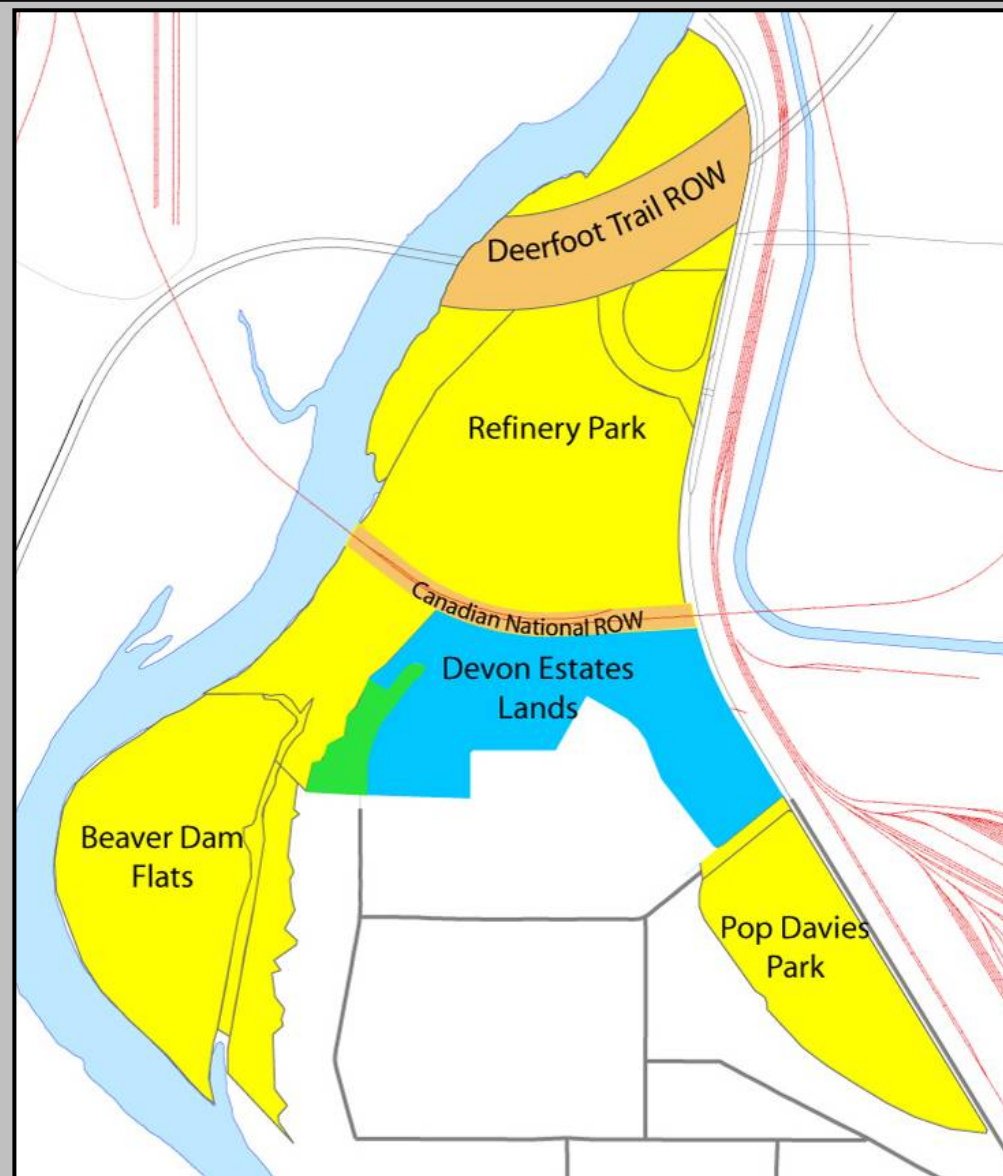 Deerfoot Trail ROW
Refinery Park
Canadian National ROW
Devon Estates
Lands
Beaver Dam
Flats
Pop Davies
Park